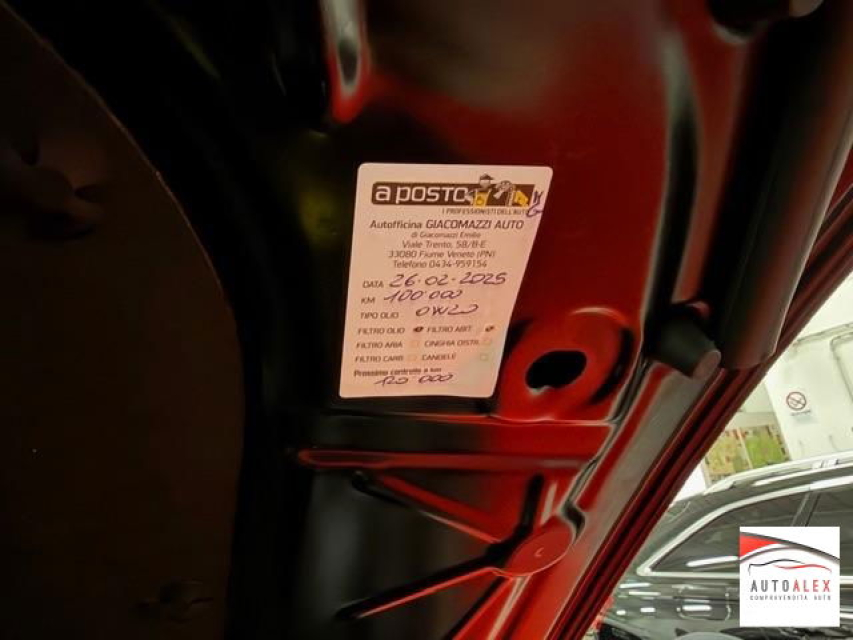 a posto
I PROFESSIONISTI DELL'AUTO
Autofficina GIACOMAZZI AUTO
di Giacomazzi Emilio
Viale Trento, 58/B-E
33080 Fiume Veneto (PN)
Telefono 0434-959154
DATA 26-02-2025
KM 100'000
TIPO OLIO 0W20
FILTRO OLIO FILTRO ABIT.
FILTRO ARIA CINGHIA DISTR.
FILTRO CARB. CANDELE
Prossimo controllo a km
120'000
AUTOALEX
COMPRAVENDITA AUTO